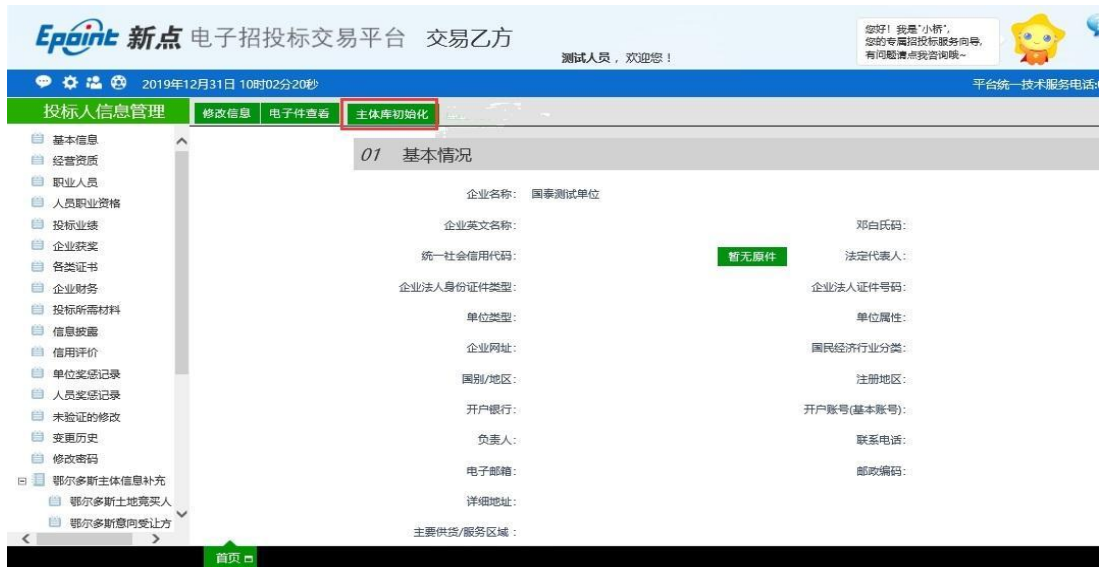 Epoint 新点 电子招投标交易平台 交易乙方
测试人员，欢迎您！
您好！我是"小桥",
您的专属招投标服务向导,
有问题请点我咨询哦~
2019年12月31日 10时02分20秒
平台统一技术服务电话:
投标人信息管理
修改信息 电子件查看 主体库初始化
基本信息
经营资质
职业人员
人员职业资格
投标业绩
企业获奖
各类证书
企业财务
投标所需材料
信息披露
信用评价
单位奖惩记录
人员奖惩记录
未验证的修改
变更历史
修改密码
鄂尔多斯主体信息补充
鄂尔多斯土地竞买人
鄂尔多斯意向受让方
01 基本情况
企业名称: 国泰测试单位
企业英文名称: 邓白氏码:
统一社会信用代码: 暂无原件 法定代表人:
企业法人身份证件类型: 企业法人证件号码:
单位类型: 单位属性:
企业网址: 国民经济行业分类:
国别/地区: 注册地区:
开户银行: 开户账号(基本账号):
负责人: 联系电话:
电子邮箱: 邮政编码:
详细地址:
主要供货/服务区域：
首页